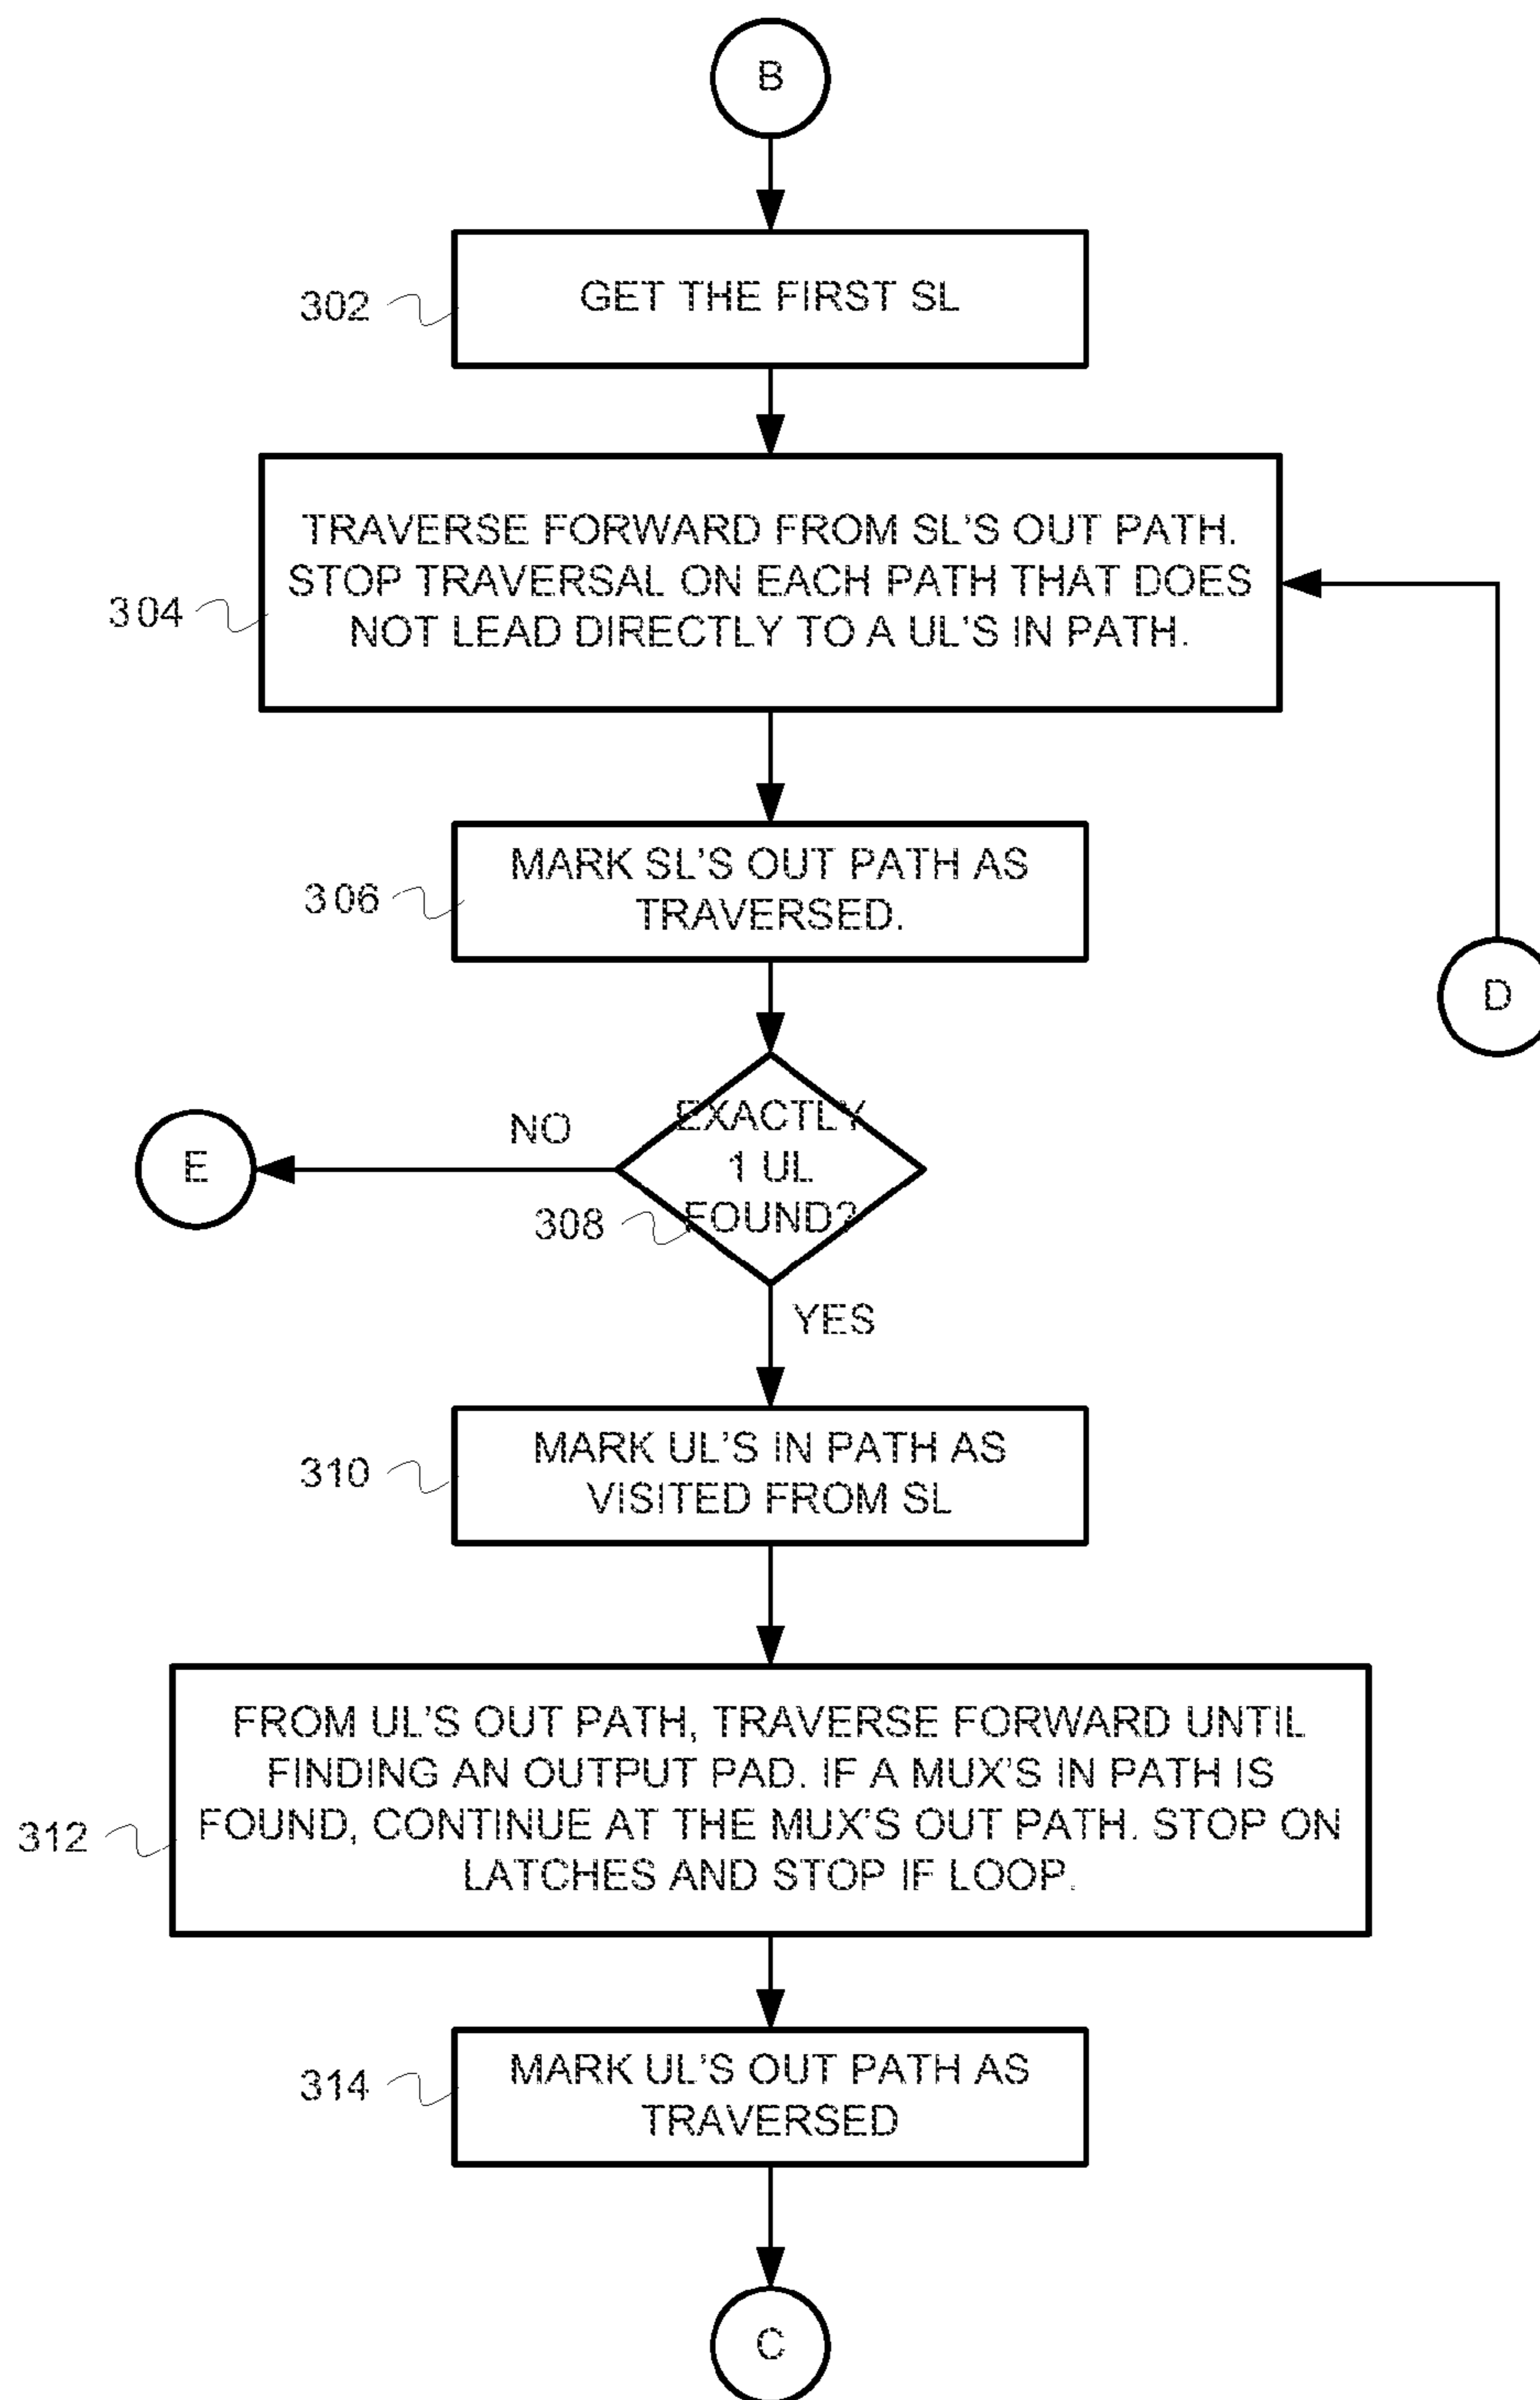 B
302
GET THE FIRST SL
304
TRAVERSE FORWARD FROM SL'S OUT PATH.
STOP TRAVERSAL ON EACH PATH THAT DOES
NOT LEAD DIRECTLY TO A UL'S IN PATH.
306
MARK SL'S OUT PATH AS
TRAVERSED.
D
E
NO
308
EXACTLY
1 UL
FOUND?
YES
310
MARK UL'S IN PATH AS
VISITED FROM SL
312
FROM UL'S OUT PATH, TRAVERSE FORWARD UNTIL
FINDING AN OUTPUT PAD. IF A MUX'S IN PATH IS
FOUND, CONTINUE AT THE MUX'S OUT PATH. STOP ON
LATCHES AND STOP IF LOOP.
314
MARK UL'S OUT PATH AS
TRAVERSED
C